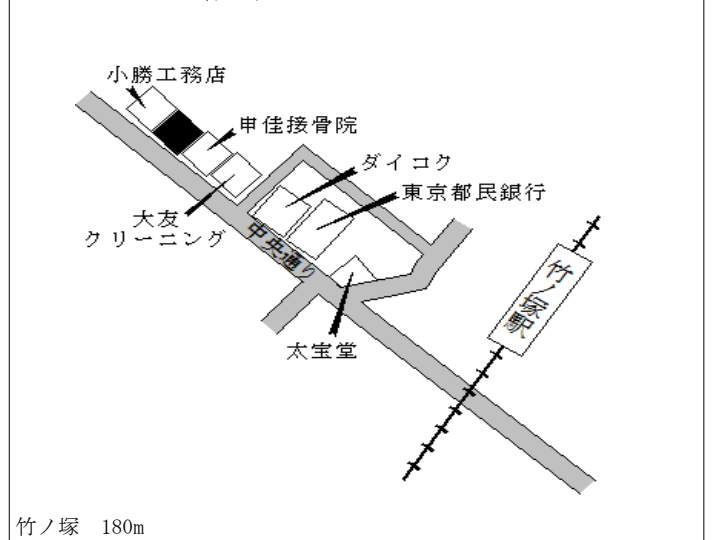 小勝工務店
申佳接骨院
ダイコク
東京都民銀行
大友
クリーニング
中央通り
竹ノ塚駅
太宝堂
竹ノ塚　180m